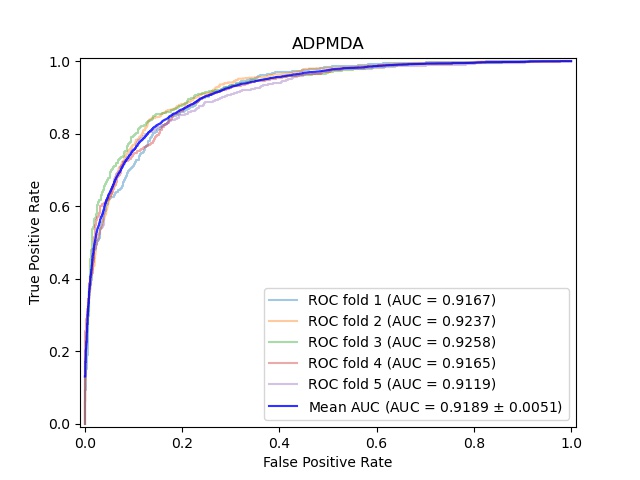 ADPMDA
True Positive Rate
1.0
0.8
0.6
0.4
0.2
0.0
ROC fold 1 (AUC = 0.9167)
ROC fold 2 (AUC = 0.9237)
ROC fold 3 (AUC = 0.9258)
ROC fold 4 (AUC = 0.9165)
ROC fold 5 (AUC = 0.9119)
Mean AUC (AUC = 0.9189 ± 0.0051)
0.0 0.2 0.4 0.6 0.8 1.0
False Positive Rate